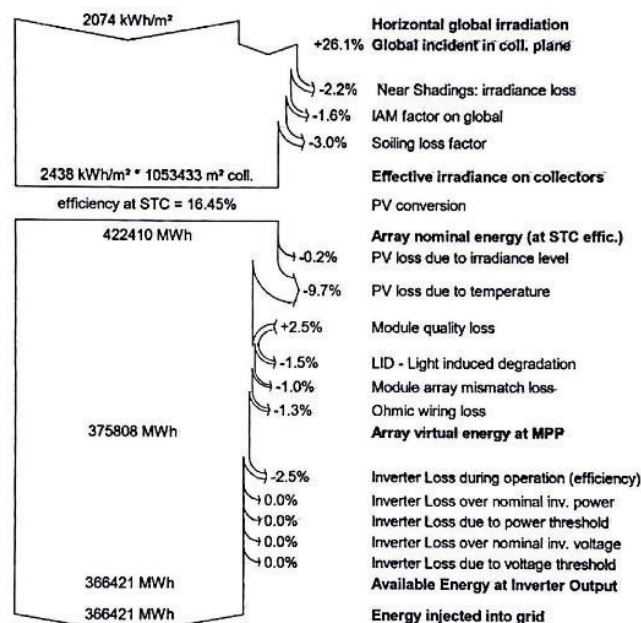 2074 kWh/m² Horizontal global irradiation
+26.1% Global incident in coll. plane
-2.2% Near Shadings: irradiance loss
-1.6% IAM factor on global
-3.0% Soiling loss factor
2438 kWh/m² * 1053433 m² coll. Effective irradiance on collectors
efficiency at STC = 16.45% PV conversion
422410 MWh Array nominal energy (at STC effic.)
-0.2% PV loss due to irradiance level
-9.7% PV loss due to temperature
+2.5% Module quality loss
-1.5% LID - Light induced degradation
-1.0% Module array mismatch loss
-1.3% Ohmic wiring loss
375808 MWh Array virtual energy at MPP
-2.5% Inverter Loss during operation (efficiency)
0.0% Inverter Loss over nominal inv. power
0.0% Inverter Loss due to power threshold
0.0% Inverter Loss over nominal inv. voltage
0.0% Inverter Loss due to voltage threshold
366421 MWh Available Energy at Inverter Output
366421 MWh Energy injected into grid